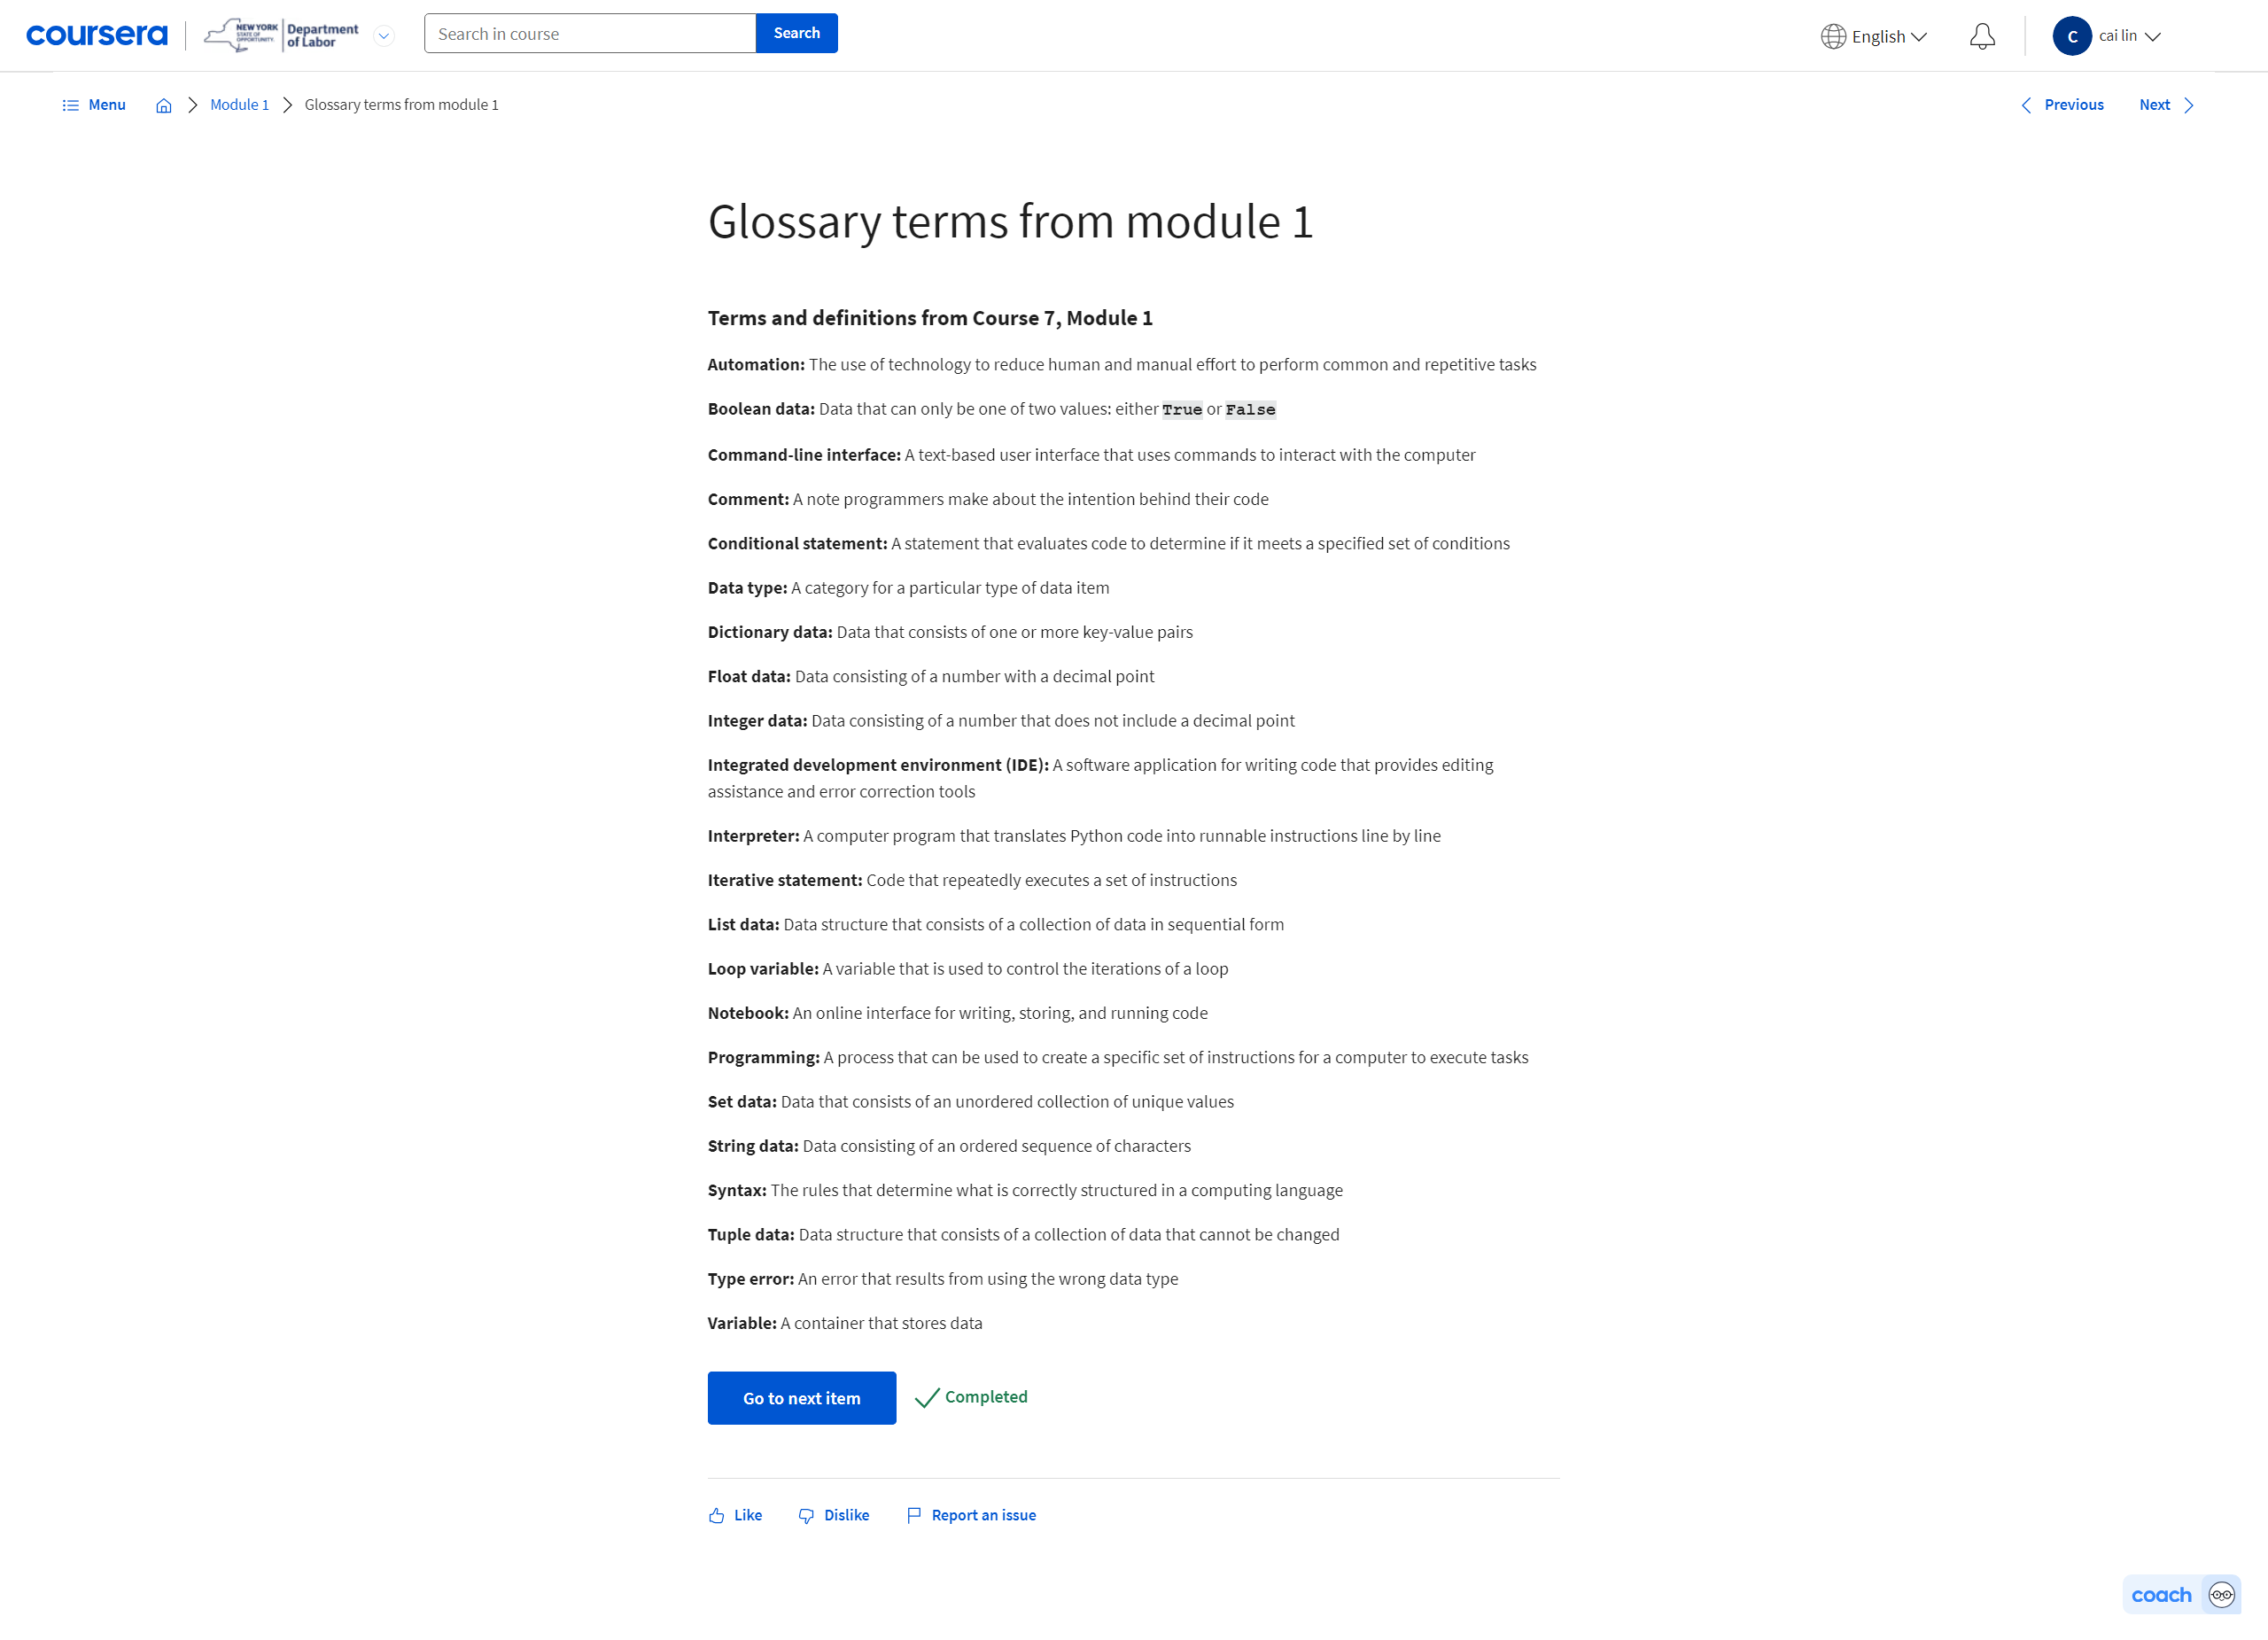 coursera
NEW YORK
STATE OF
OPPORTUNITY.
Department
of Labor
Search in course
Search
English
C
cai lin
Menu
Module 1
Glossary terms from module 1
Previous
Next
Glossary terms from module 1
Terms and definitions from Course 7, Module 1
Automation: The use of technology to reduce human and manual effort to perform common and repetitive tasks
Boolean data: Data that can only be one of two values: either True or False
Command-line interface: A text-based user interface that uses commands to interact with the computer
Comment: A note programmers make about the intention behind their code
Conditional statement: A statement that evaluates code to determine if it meets a specified set of conditions
Data type: A category for a particular type of data item
Dictionary data: Data that consists of one or more key-value pairs
Float data: Data consisting of a number with a decimal point
Integer data: Data consisting of a number that does not include a decimal point
Integrated development environment (IDE): A software application for writing code that provides editing
assistance and error correction tools
Interpreter: A computer program that translates Python code into runnable instructions line by line
Iterative statement: Code that repeatedly executes a set of instructions
List data: Data structure that consists of a collection of data in sequential form
Loop variable: A variable that is used to control the iterations of a loop
Notebook: An online interface for writing, storing, and running code
Programming: A process that can be used to create a specific set of instructions for a computer to execute tasks
Set data: Data that consists of an unordered collection of unique values
String data: Data consisting of an ordered sequence of characters
Syntax: The rules that determine what is correctly structured in a computing language
Tuple data: Data structure that consists of a collection of data that cannot be changed
Type error: An error that results from using the wrong data type
Variable: A container that stores data
Go to next item
Completed
Like
Dislike
Report an issue
coach